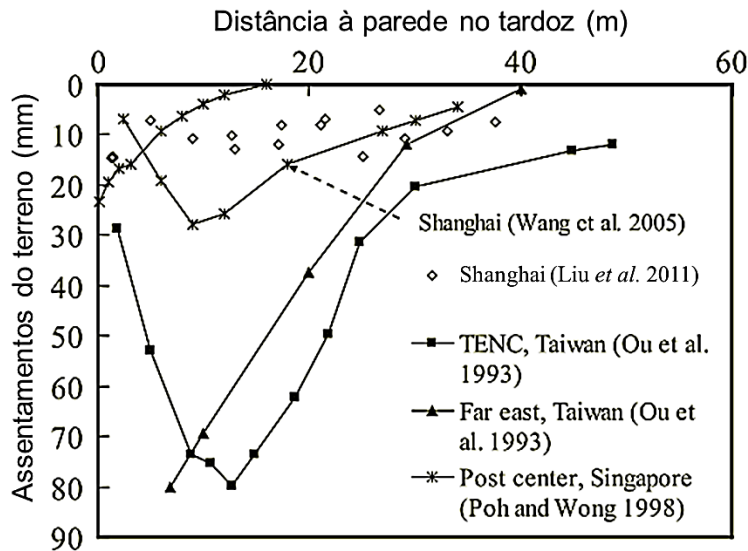 Distância à parede no tardoz (m)
0 20 40 60
Assentamentos do terreno (mm)
0
10
20
30
40
50
60
70
80
90
Shanghai (Wang et al. 2005)
Shanghai (Liu et al. 2011)
TENC, Taiwan (Ou et al.
1993)
Far east, Taiwan (Ou et
al. 1993)
Post center, Singapore
(Poh and Wong 1998)